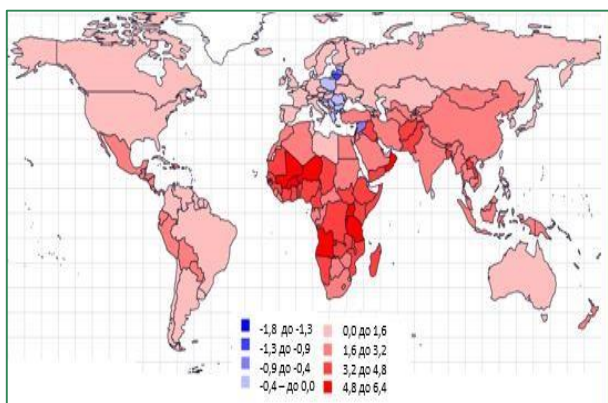 -1,8 до -1,3
-1,3 до -0,9
-0,9 до -0,4
-0,4 – до 0,0
0,0 до 1,6
1,6 до 3,2
3,2 до 4,8
4,8 до 6,4